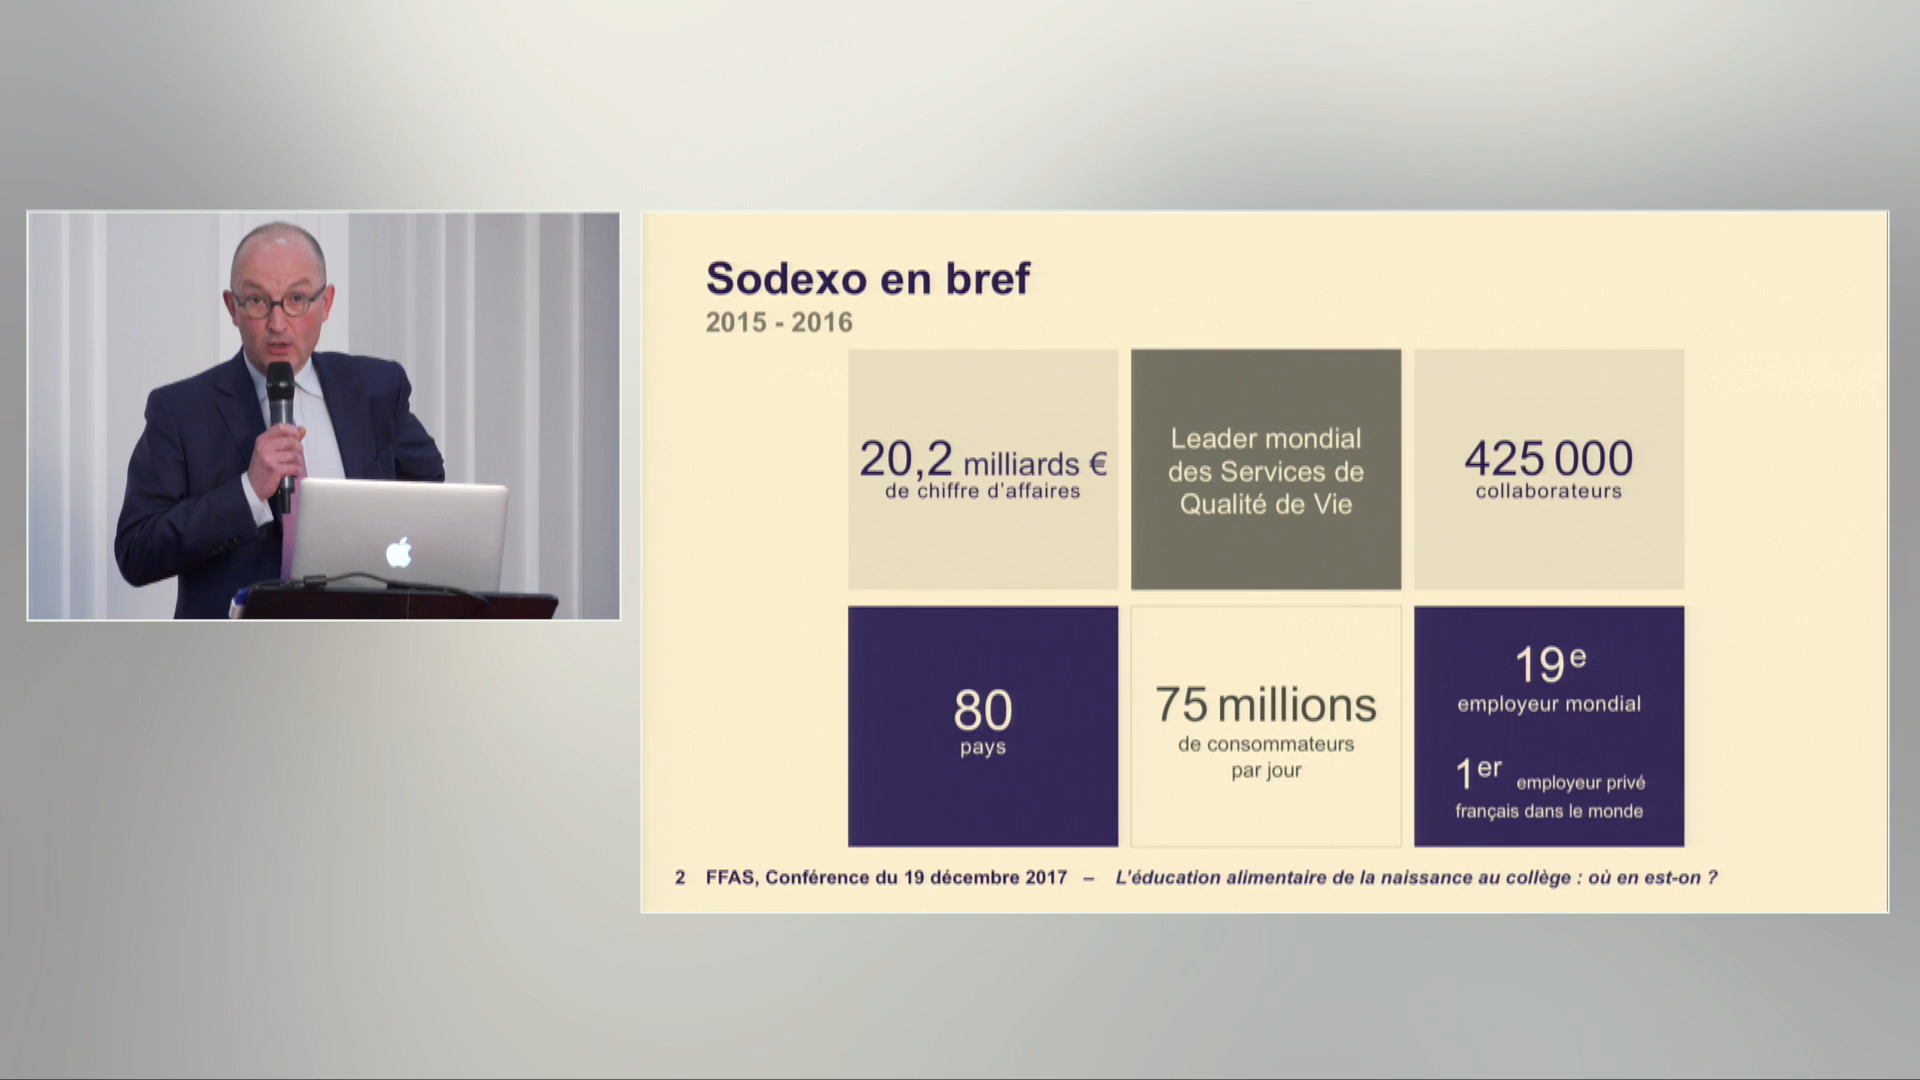 Sodexo en bref
2015 - 2016
20,2 milliards €
de chiffre d'affaires
Leader mondial
des Services de
Qualité de Vie
425 000
collaborateurs
80
pays
75 millions
de consommateurs
par jour
19e
employeur mondial
1er employeur privé
français dans le monde
2 FFAS, Conférence du 19 décembre 2017 – L'éducation alimentaire de la naissance au collège : où en est-on ?